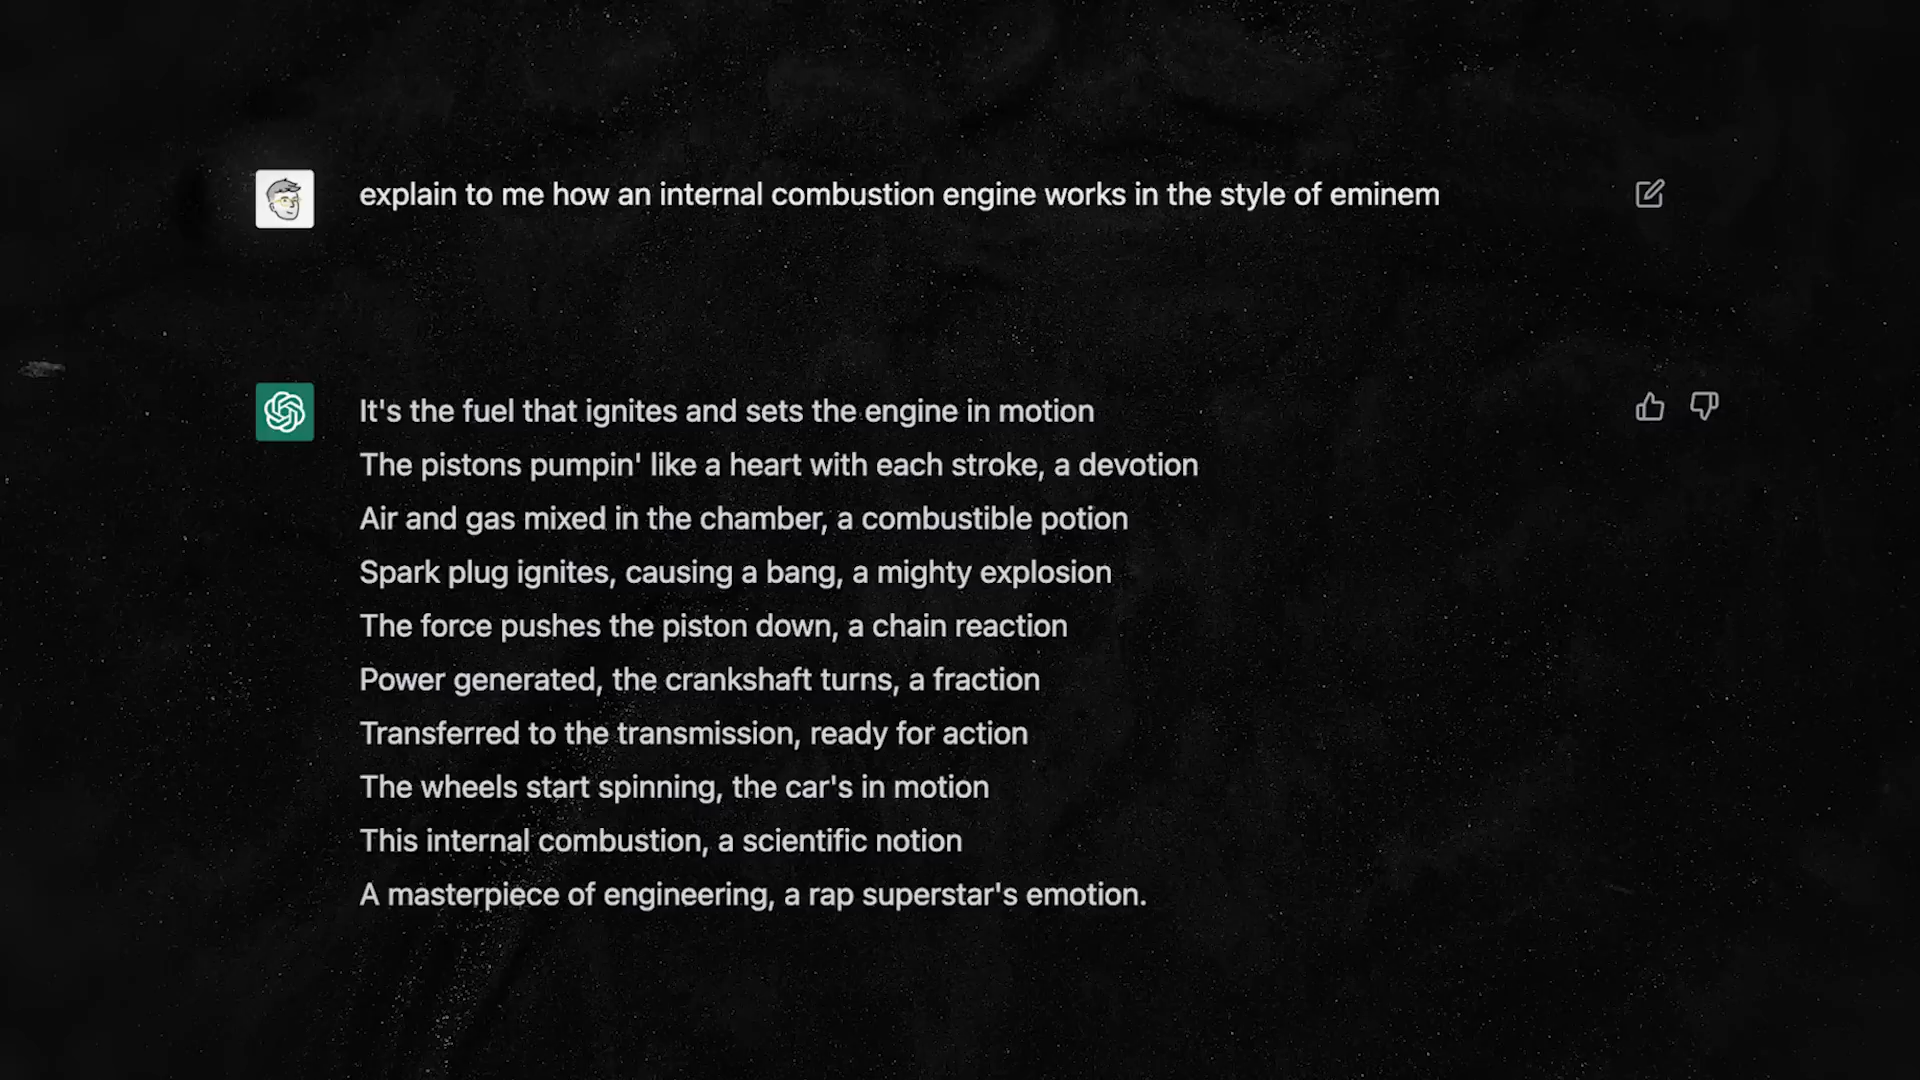 explain to me how an internal combustion engine works in the style of eminem
It's the fuel that ignites and sets the engine in motion
The pistons pumpin' like a heart with each stroke, a devotion
Air and gas mixed in the chamber, a combustible potion
Spark plug ignites, causing a bang, a mighty explosion
The force pushes the piston down, a chain reaction
Power generated, the crankshaft turns, a fraction
Transferred to the transmission, ready for action
The wheels start spinning, the car's in motion
This internal combustion, a scientific notion
A masterpiece of engineering, a rap superstar's emotion.